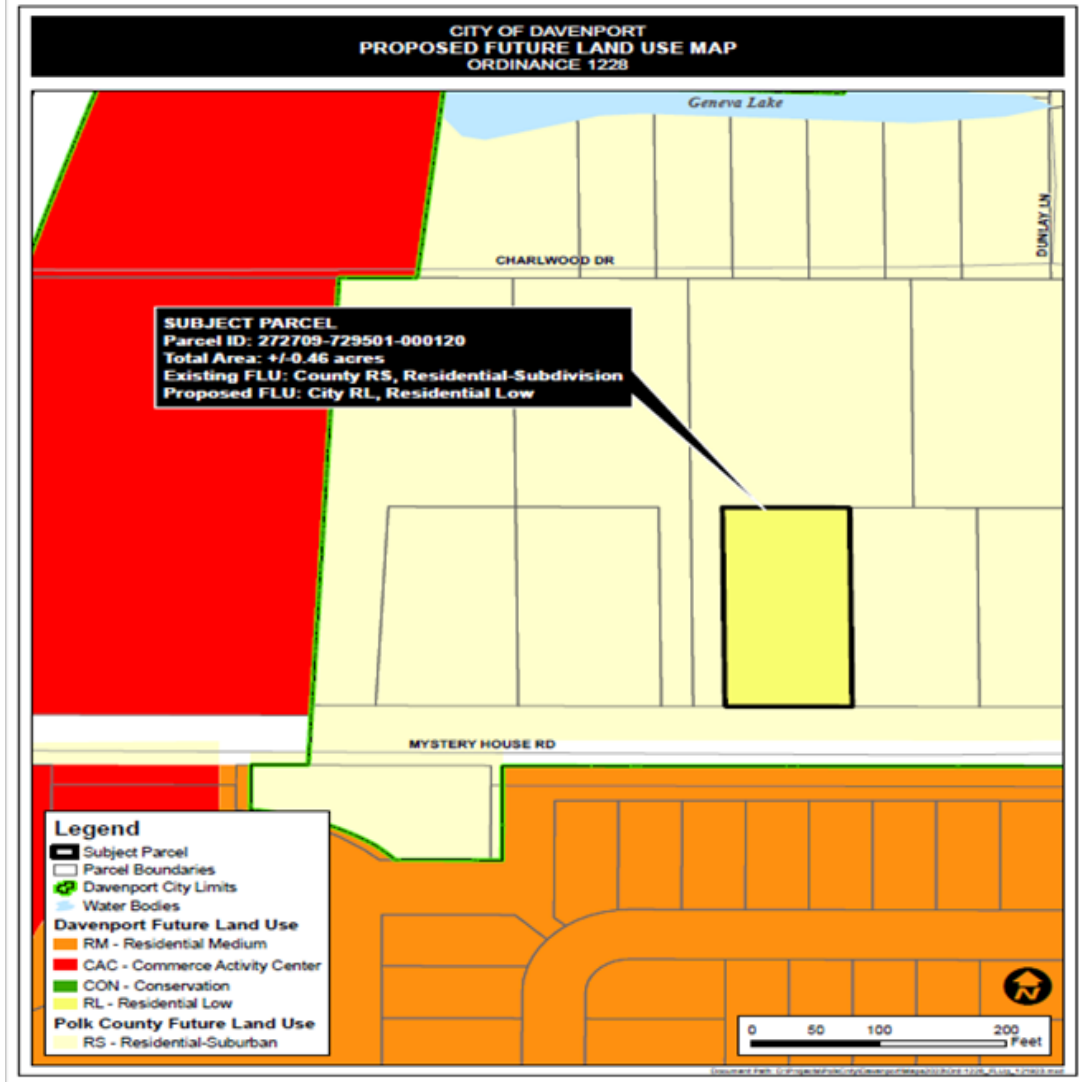 CITY OF DAVENPORT
PROPOSED FUTURE LAND USE MAP
ORDINANCE 1228
Geneva Lake
DUNLAY LN
CHARLWOOD DR
SUBJECT PARCEL
Parcel ID: 272709-729501-000120
Total Area: +/-0.46 acres
Existing FLU: County RS, Residential-Subdivision
Proposed FLU: City RL, Residential Low
MYSTERY HOUSE RD
Legend
Subject Parcel
Parcel Boundaries
Davenport City Limits
Water Bodies
Davenport Future Land Use
RM - Residential Medium
CAC - Commerce Activity Center
CON - Conservation
RL - Residential Low
Polk County Future Land Use
RS - Residential-Suburban
N
0 50 100 200
Feet
Document Path: